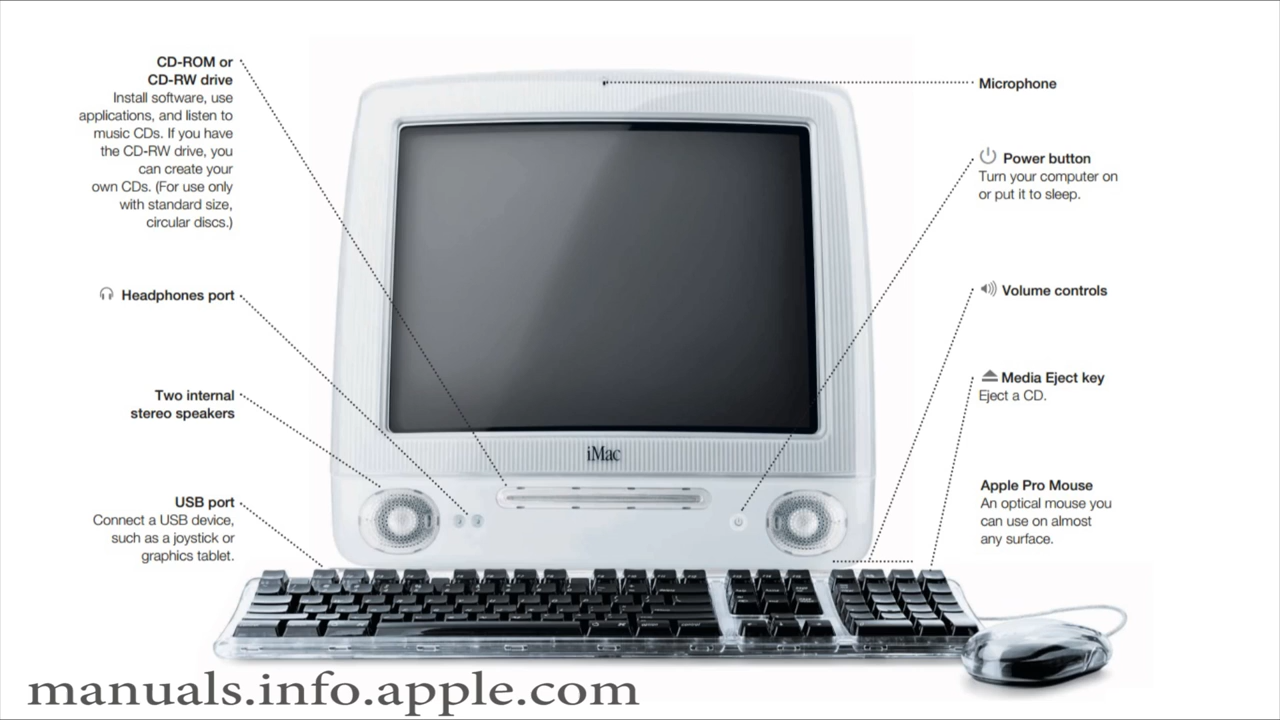 CD-ROM or
CD-RW drive
Install software, use
applications, and listen to
music CDs. If you have
the CD-RW drive, you
can create your
own CDs. (For use only
with standard size,
circular discs.)
Headphones port
Two internal
stereo speakers
USB port
Connect a USB device,
such as a joystick or
graphics tablet.
iMac
Microphone
Power button
Turn your computer on
or put it to sleep.
Volume controls
Media Eject key
Eject a CD.
Apple Pro Mouse
An optical mouse you
can use on almost
any surface.
manuals.info.apple.com